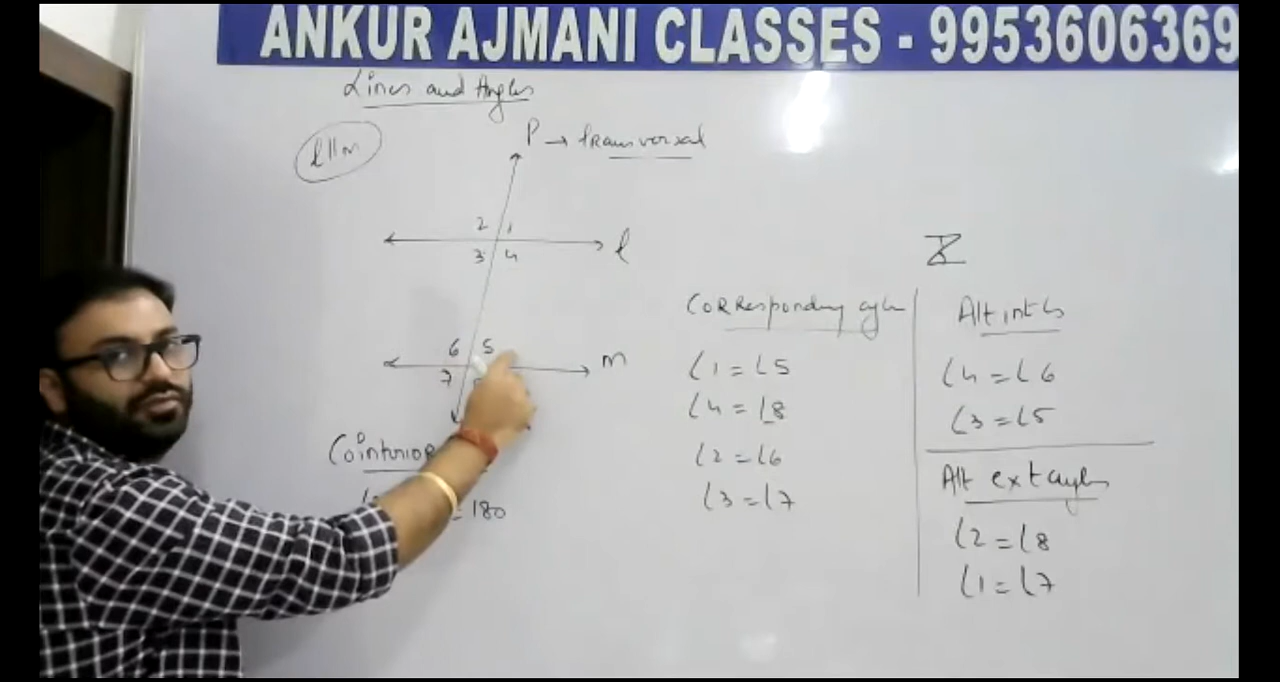 ANKUR AJMANI CLASSES - 9953606369
Lines and Angles
l||m
P → transversal
2 1
3 4
l
6 5
7
m
Z
Corresponding
∠1 = ∠5
∠4 = ∠8
∠2 = ∠6
∠3 = ∠7
Alt int ∠s
∠4 = ∠6
∠3 = ∠5
Alt ext angles
∠2 = ∠8
∠1 = ∠7
Cointerior
= 180